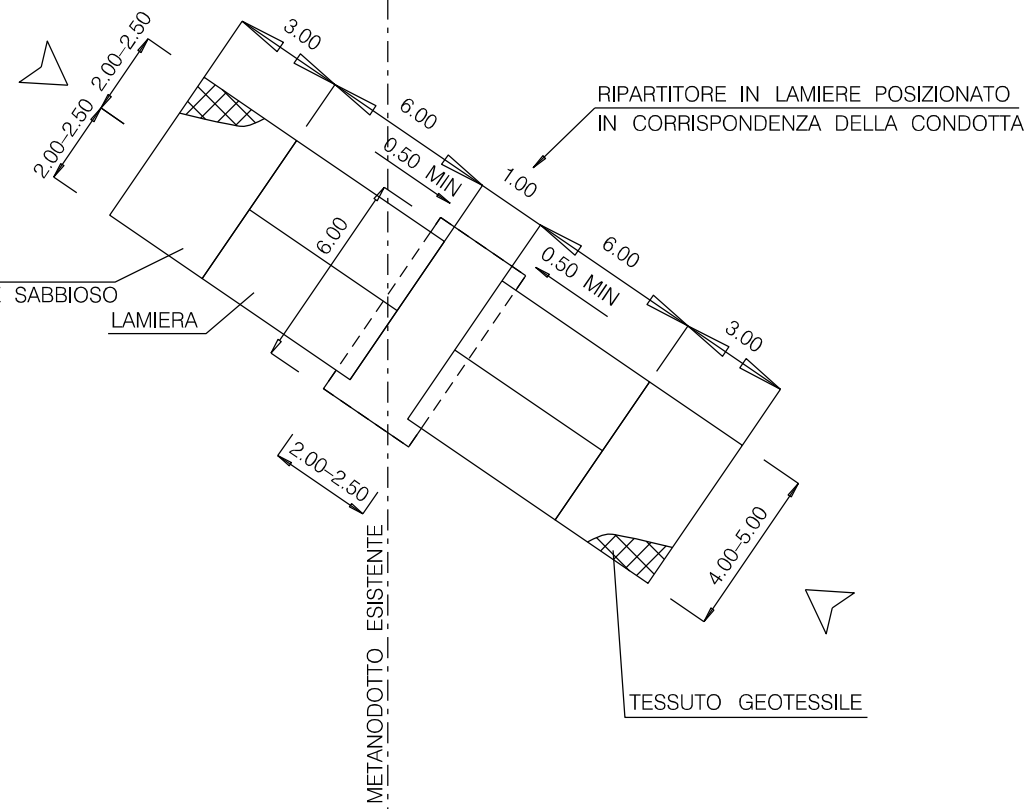 3.00
2.00-2.50
2.00-2.50
6.00
RIPARTITORE IN LAMIERE POSIZIONATO
IN CORRISPONDENZA DELLA CONDOTTA
0.50 MIN
1.00
6.00
6.00
0.50 MIN
SABBIOSO
LAMIERA
3.00
2.00-2.50
4.00-5.00
METANODOTTO ESISTENTE
TESSUTO GEOTESSILE